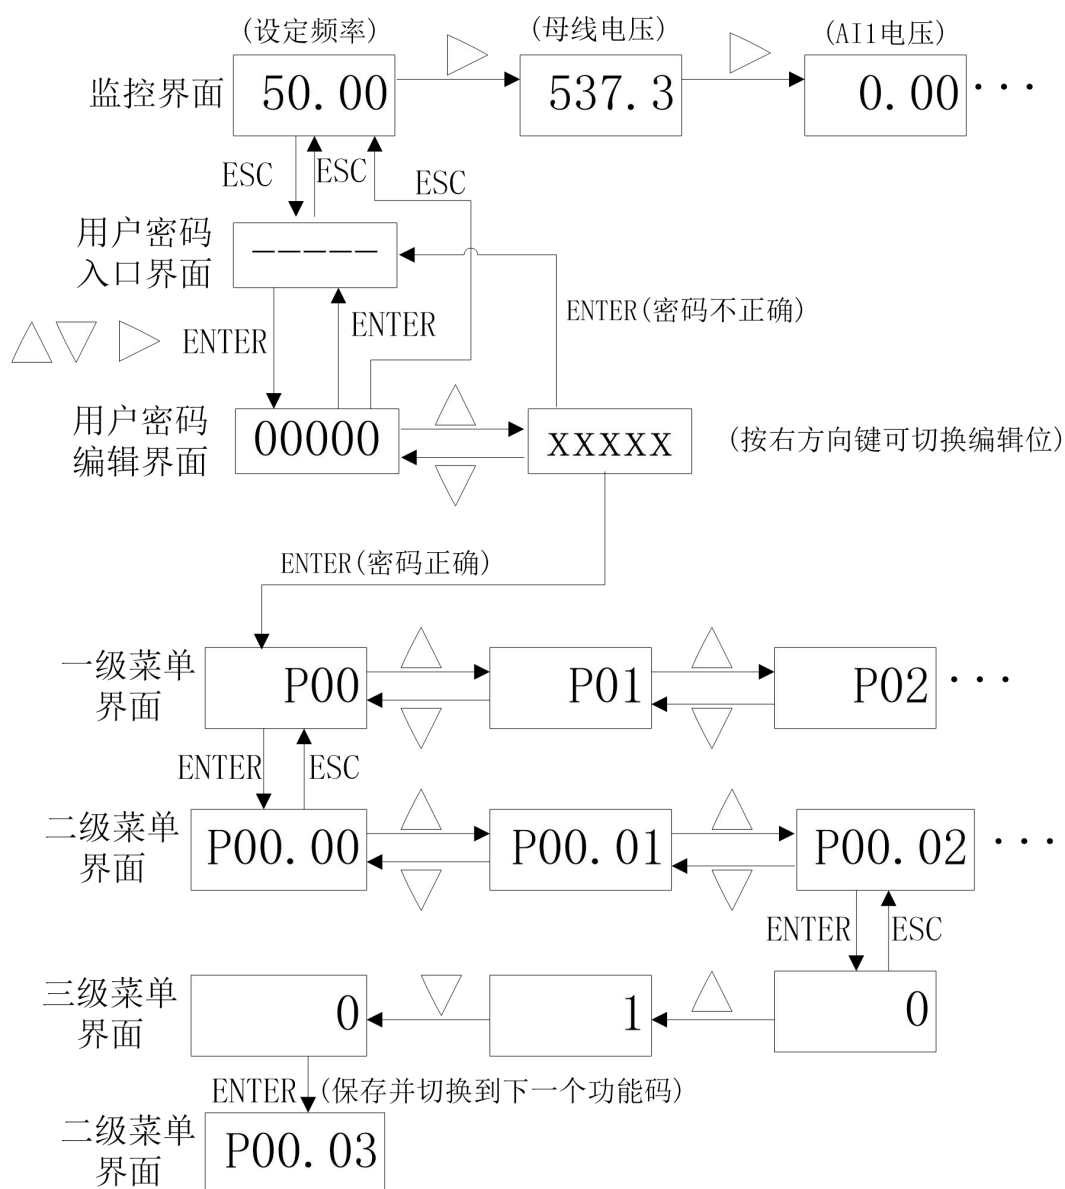 (设定频率)
(母线电压)
(AI1电压)
监控界面
50.00
537.3
0.00
···
ESC
ESC
ESC
用户密码
入口界面
-----
ENTER(密码不正确)
ENTER
ENTER
用户密码
编辑界面
00000
xxxxx
(按右方向键可切换编辑位)
ENTER(密码正确)
一级菜单
界面
P00
P01
P02
···
ENTER
ESC
二级菜单
界面
P00.00
P00.01
P00.02
···
ENTER
ESC
三级菜单
界面
0
1
0
ENTER (保存并切换到下一个功能码)
二级菜单
界面
P00.03